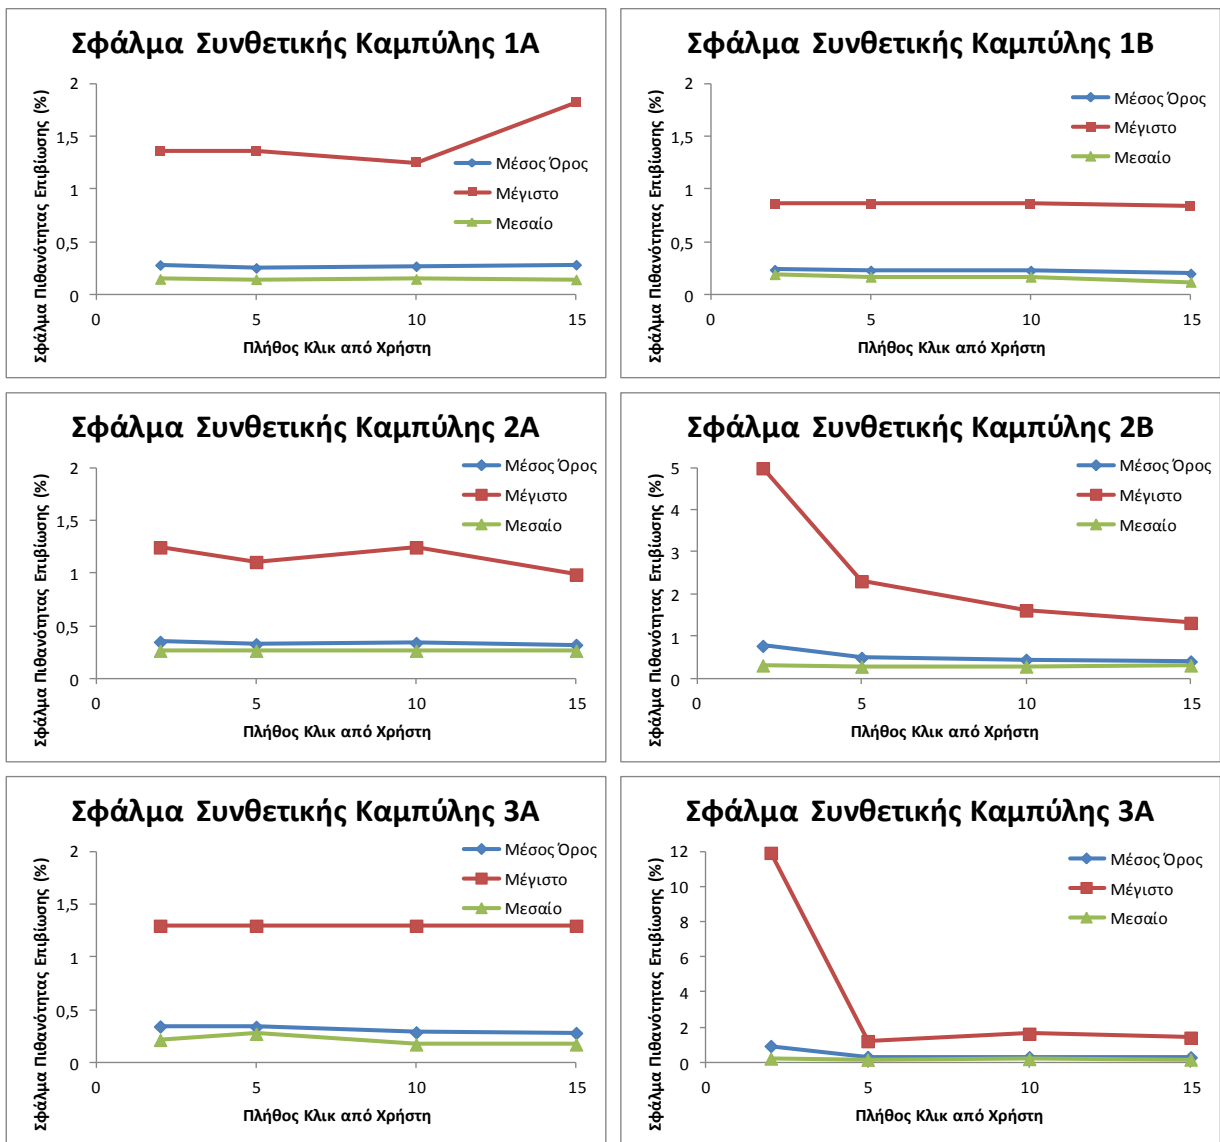 Σφάλμα Συνθετικής Καμπύλης 1Α
Σφάλμα Πιθανότητας Επιβίωσης (%)
2
1,5
1
0,5
0
0
5
10
15
Πλήθος Κλικ από Χρήστη
Μέσος Όρος
Μέγιστο
Μεσαίο
Σφάλμα Συνθετικής Καμπύλης 1Β
Σφάλμα Πιθανότητας Επιβίωσης (%)
2
1,5
1
0,5
0
0
5
10
15
Πλήθος Κλικ από Χρήστη
Μέσος Όρος
Μέγιστο
Μεσαίο
Σφάλμα Συνθετικής Καμπύλης 2Α
Σφάλμα Πιθανότητας Επιβίωσης (%)
2
1,5
1
0,5
0
0
5
10
15
Πλήθος Κλικ από Χρήστη
Μέσος Όρος
Μέγιστο
Μεσαίο
Σφάλμα Συνθετικής Καμπύλης 2Β
Σφάλμα Πιθανότητας Επιβίωσης (%)
5
4
3
2
1
0
0
5
10
15
Πλήθος Κλικ από Χρήστη
Μέσος Όρος
Μέγιστο
Μεσαίο
Σφάλμα Συνθετικής Καμπύλης 3Α
Σφάλμα Πιθανότητας Επιβίωσης (%)
2
1,5
1
0,5
0
0
5
10
15
Πλήθος Κλικ από Χρήστη
Μέσος Όρος
Μέγιστο
Μεσαίο
Σφάλμα Συνθετικής Καμπύλης 3Α
Σφάλμα Πιθανότητας Επιβίωσης (%)
12
10
8
6
4
2
0
0
5
10
15
Πλήθος Κλικ από Χρήστη
Μέσος Όρος
Μέγιστο
Μεσαίο